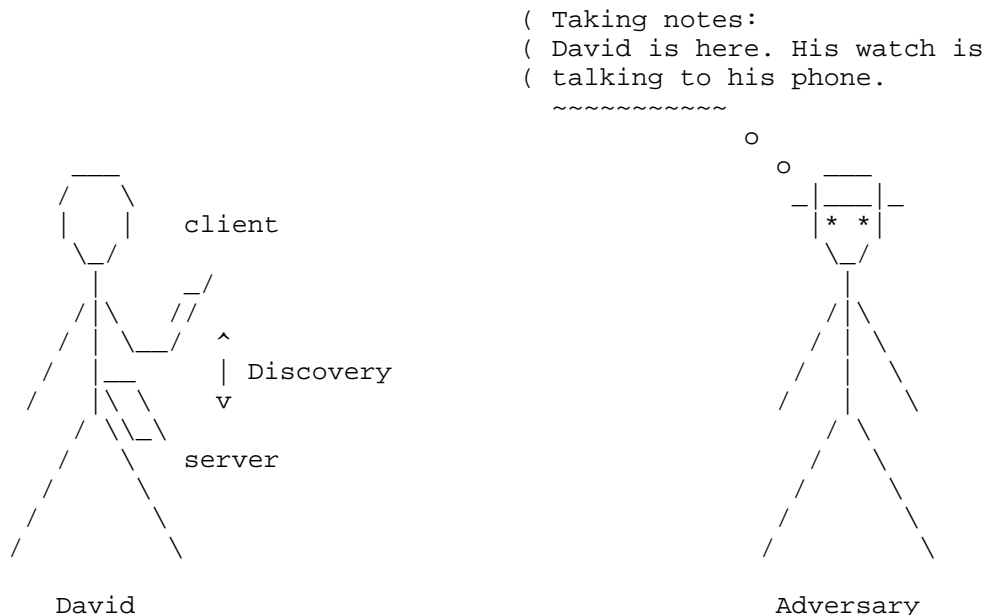 ( Taking notes:
( David is here. His watch is
( talking to his phone.
~~~~~~~~~~~
o
o
client
* *
^
| Discovery
v
server
David Adversary